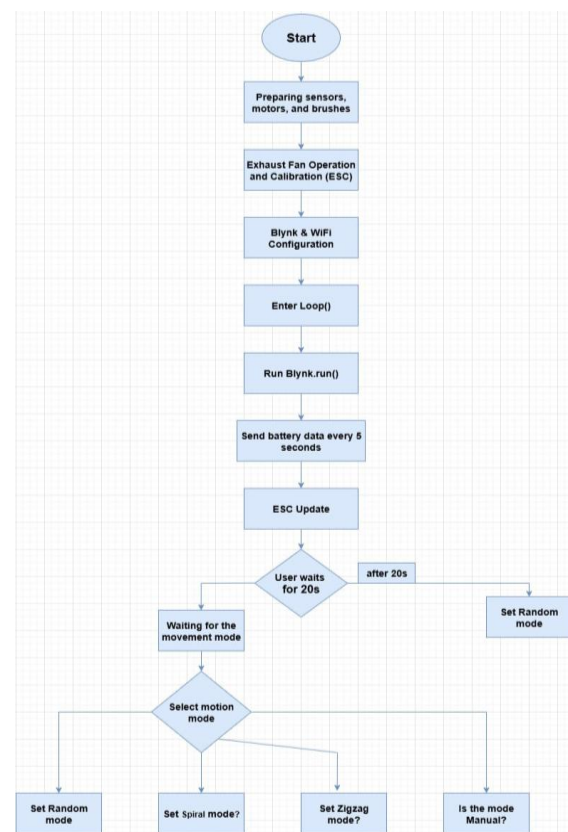 Start
Preparing sensors,
motors, and brushes
Exhaust Fan Operation
and Calibration (ESC)
Blynk & WiFi
Configuration
Enter Loop()
Run Blynk.run()
Send battery data every 5
seconds
ESC Update
User waits
for 20s
after 20s
Set Random
mode
Waiting for the
movement mode
Select motion
mode
Set Random
mode
Set Spiral mode?
Set Zigzag
mode?
Is the mode
Manual?